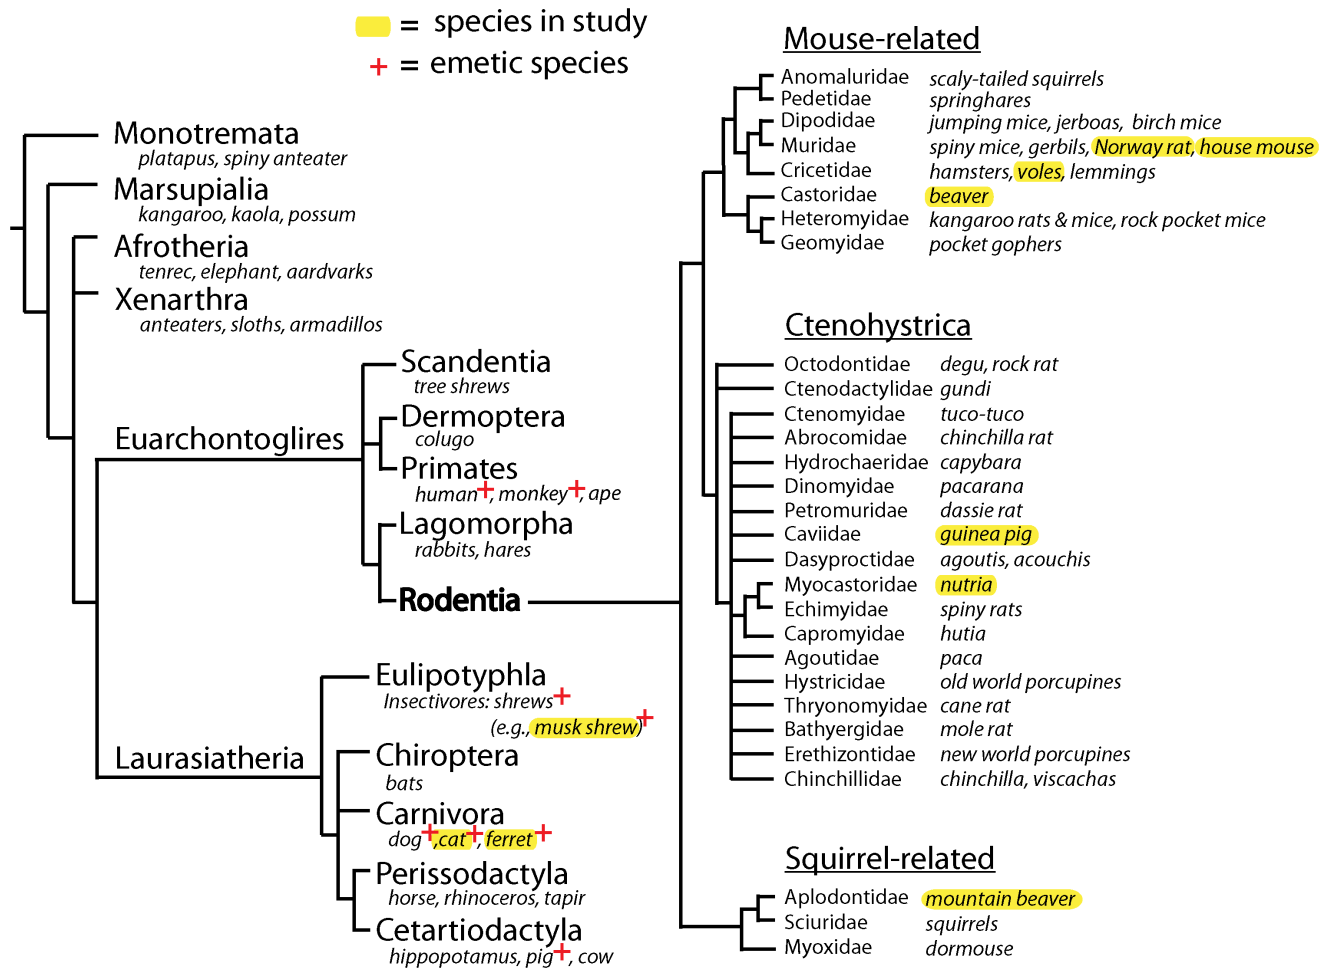 = species in study
+ = emetic species
Monotremata
platapus, spiny anteater
Marsupialia
kangaroo, kaola, possum
Afrotheria
tenrec, elephant, aardvarks
Xenarthra
anteaters, sloths, armadillos
Euarchontoglires
Scandentia
tree shrews
Dermoptera
colugo
Primates
human+, monkey+, ape
Lagomorpha
rabbits, hares
Rodentia
Laurasiatheria
Eulipotyphla
Insectivores: shrews+
(e.g., musk shrew)+
Chiroptera
bats
Carnivora
dog+, cat+, ferret+
Perissodactyla
horse, rhinoceros, tapir
Cetartiodactyla
hippopotamus, pig+, cow
Mouse-related
Anomaluridae scaly-tailed squirrels
Pedetidae springhares
Dipodidae jumping mice, jerboas, birch mice
Muridae spiny mice, gerbils, Norway rat, house mouse
Cricetidae hamsters, voles, lemmings
Castoridae beaver
Heteromyidae kangaroo rats & mice, rock pocket mice
Geomyidae pocket gophers
Ctenohystrica
Octodontidae degu, rock rat
Ctenodactylidae gundi
Ctenomyidae tuco-tuco
Abrocomidae chinchilla rat
Hydrochaeridae capybara
Dinomyidae pacarana
Petromuridae dassie rat
Caviidae guinea pig
Dasyproctidae agoutis, acouchis
Myocastoridae nutria
Echimyidae spiny rats
Capromyidae hutia
Agoutidae paca
Hystricidae old world porcupines
Thryonomyidae cane rat
Bathyergidae mole rat
Erethizontidae new world porcupines
Chinchillidae chinchilla, viscachas
Squirrel-related
Aplodontidae mountain beaver
Sciuridae squirrels
Myoxidae dormouse